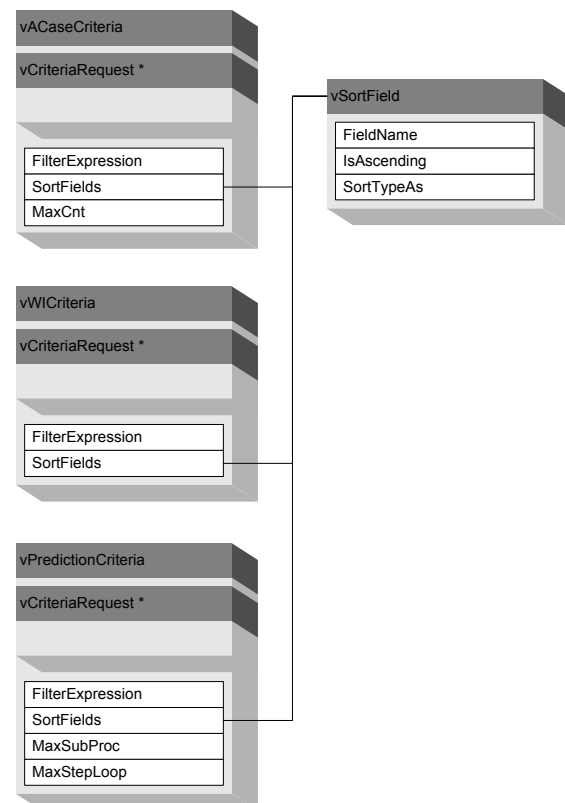 vACaseCriteria
vCriteriaRequest *
FilterExpression
SortFields
MaxCnt
vSortField
FieldName
IsAscending
SortTypeAs
vWICriteria
vCriteriaRequest *
FilterExpression
SortFields
vPredictionCriteria
vCriteriaRequest *
FilterExpression
SortFields
MaxSubProc
MaxStepLoop